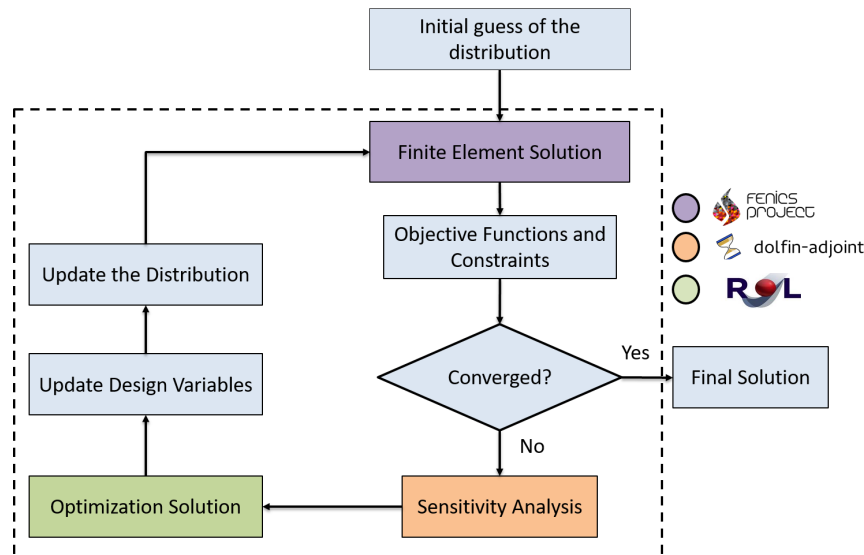 Initial guess of the
distribution
Finite Element Solution
Objective Functions and
Constraints
Converged?
Yes
Final Solution
No
Sensitivity Analysis
Optimization Solution
Update Design Variables
Update the Distribution
FENICS
PROJECT
dolfin-adjoint
ROL